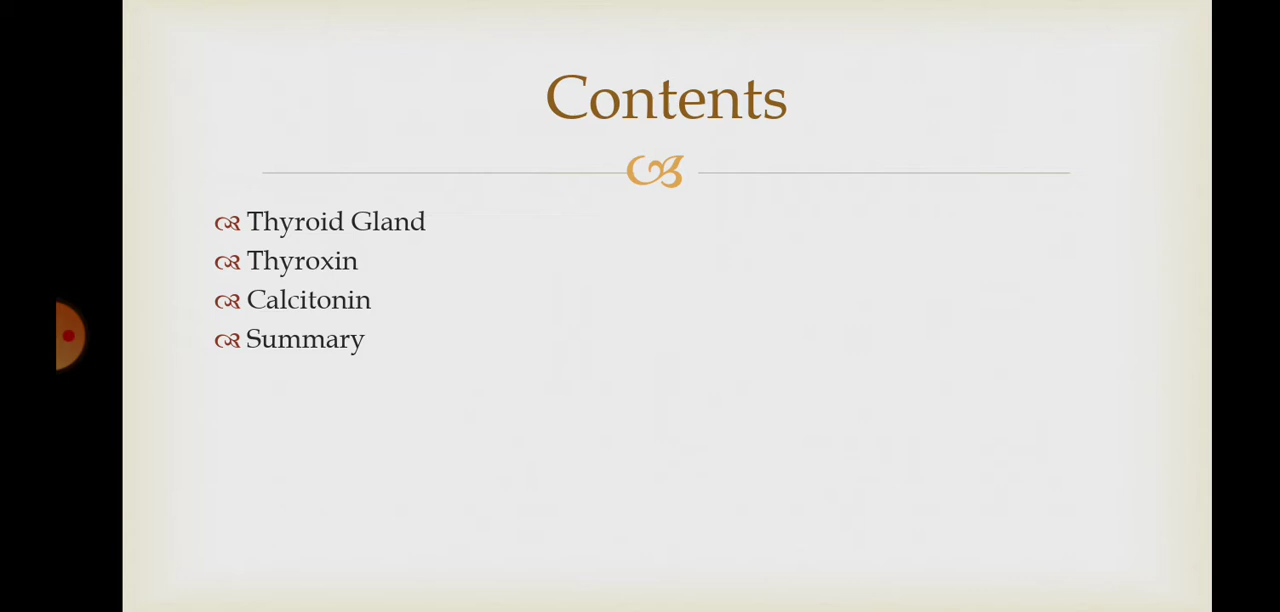 Contents
Thyroid Gland
Thyroxin
Calcitonin
Summary